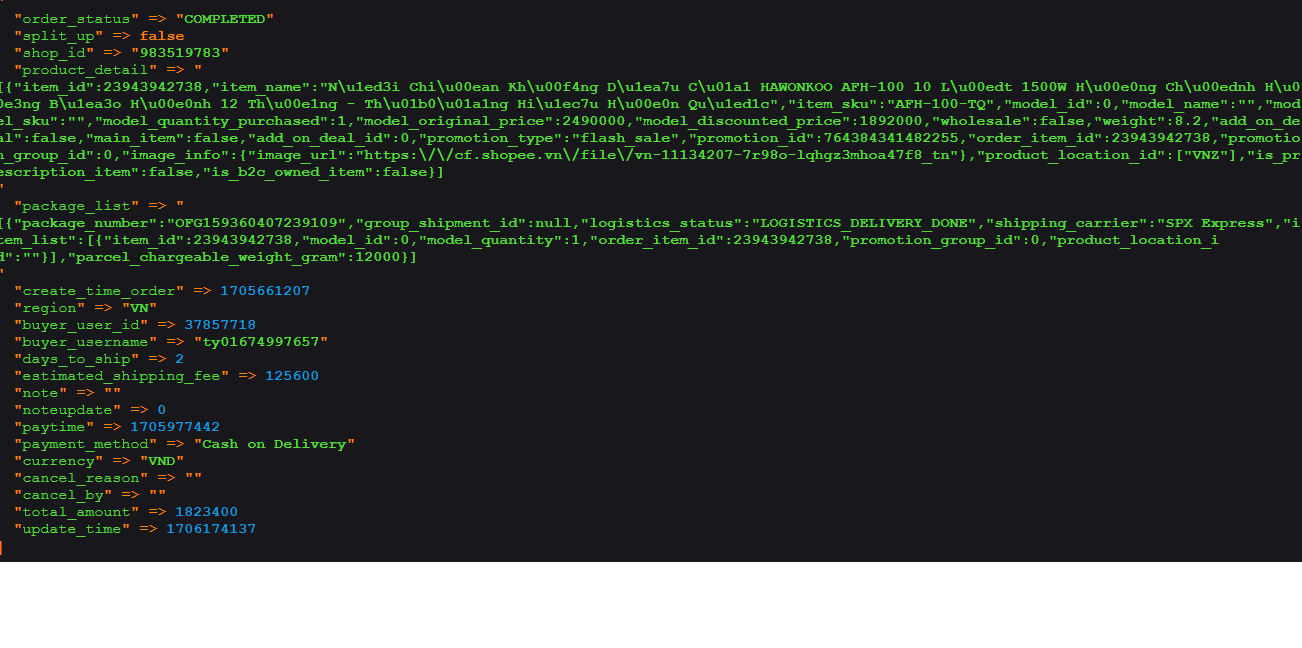 "order_status" => "COMPLETED"
"split_up" => false
"shop_id" => "983519783"
"product_detail" => "
[{"item_id":23943942738,"item_name":"N\u1ed3i Chi\u00ean Kh\u00f4ng D\u1ea7u C\u01a1 HAWONKOO AFH-100 10 L\u00edt 1500W H\u00e0ng Ch\u00ednh H\u0
0e3ng B\u1ea3o H\u00e0nh 12 Th\u00e1ng - Th\u01b0\u01a1ng Hi\u1ec7u H\u00e0n Qu\u1ed1c","item_sku":"AFH-100-TQ","model_id":0,"model_name":"","mod
el_sku":"","model_quantity_purchased":1,"model_original_price":2490000,"model_discounted_price":1892000,"wholesale":false,"weight":8.2,"add_on_de
al":false,"main_item":false,"add_on_deal_id":0,"promotion_type":"flash_sale","promotion_id":764384341482255,"order_item_id":23943942738,"promotio
n_group_id":0,"image_info":{"image_url":"https:\/\/cf.shopee.vn\/file\/vn-11134207-7r98o-lqhgz3mhoa47f8_tn"},"product_location_id":["VNZ"],"is_pr
escription_item":false,"is_b2c_owned_item":false}]
"
"package_list" => "
[{"package_number":"OFG159360407239109","group_shipment_id":null,"logistics_status":"LOGISTICS_DELIVERY_DONE","shipping_carrier":"SPX Express","i
tem_list":[{"item_id":23943942738,"model_id":0,"model_quantity":1,"order_item_id":23943942738,"promotion_group_id":0,"product_location_i
d":""}],"parcel_chargeable_weight_gram":12000}]
"
"create_time_order" => 1705661207
"region" => "VN"
"buyer_user_id" => 37857718
"buyer_username" => "ty01674997657"
"days_to_ship" => 2
"estimated_shipping_fee" => 125600
"note" => ""
"noteupdate" => 0
"paytime" => 1705977442
"payment_method" => "Cash on Delivery"
"currency" => "VND"
"cancel_reason" => ""
"cancel_by" => ""
"total_amount" => 1823400
"update_time" => 1706174137